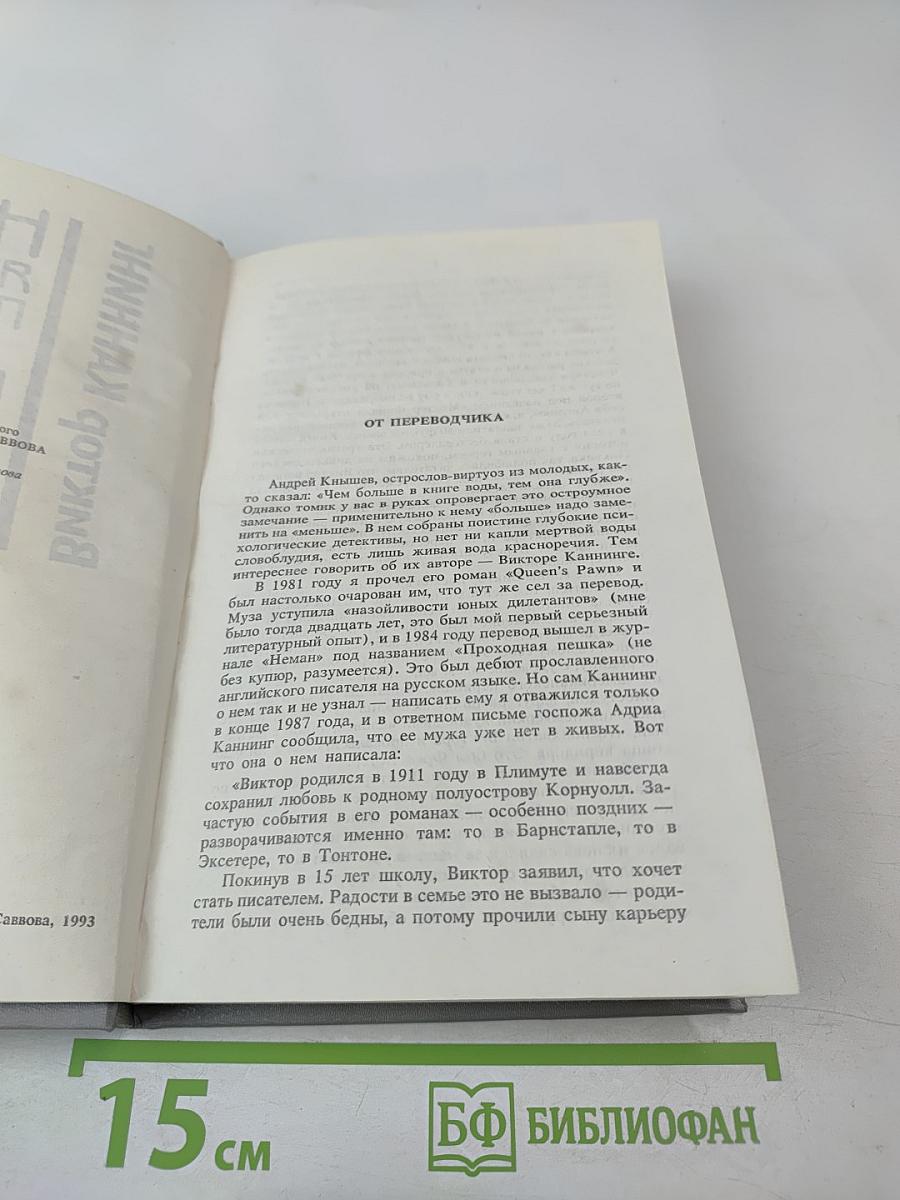 ого
ВВОВА
ова
Саввова, 1993
Виктор Каннинг
ОТ ПЕРЕВОДЧИКА
Андрей Кнышев, острослов-виртуоз из молодых, как-
то сказал: «Чем больше в книге воды, тем она глубже».
Однако томик у вас в руках опровергает это остроумное
замечание — применительно к нему «больше» надо заме-
нить на «меньше». В нем собраны поистине глубокие пси-
хологические детективы, но нет ни капли мертвой воды
словоблудия, есть лишь живая вода красноречия. Тем
интереснее говорить об их авторе — Викторе Каннинге.
В 1981 году я прочел его роман «Queen's Pawn» и
был настолько очарован им, что тут же сел за перевод.
Муза уступила «назойливости юных дилетантов» (мне
было тогда двадцать лет, это был мой первый серьезный
литературный опыт), и в 1984 году перевод вышел в жур-
нале «Неман» под названием «Проходная пешка» (не
без купюр, разумеется). Это был дебют прославленного
английского писателя на русском языке. Но сам Каннинг
о нем так и не узнал — написать ему я отважился только
в конце 1987 года, и в ответном письме госпожа Адриа
Каннинг сообщила, что ее мужа уже нет в живых. Вот
что она о нем написала:
«Виктор родился в 1911 году в Плимуте и навсегда
сохранил любовь к родному полуострову Корнуолл. За-
частую события в его романах — особенно поздних —
разворачиваются именно там: то в Барнстапле, то в
Эксетере, то в Тонтоне.
Покинув в 15 лет школу, Виктор заявил, что хочет
стать писателем. Радости в семье это не вызвало — роди-
тели были очень бедны, а потому прочили сыну карьеру
15 см
БФ БИБЛИОФАН